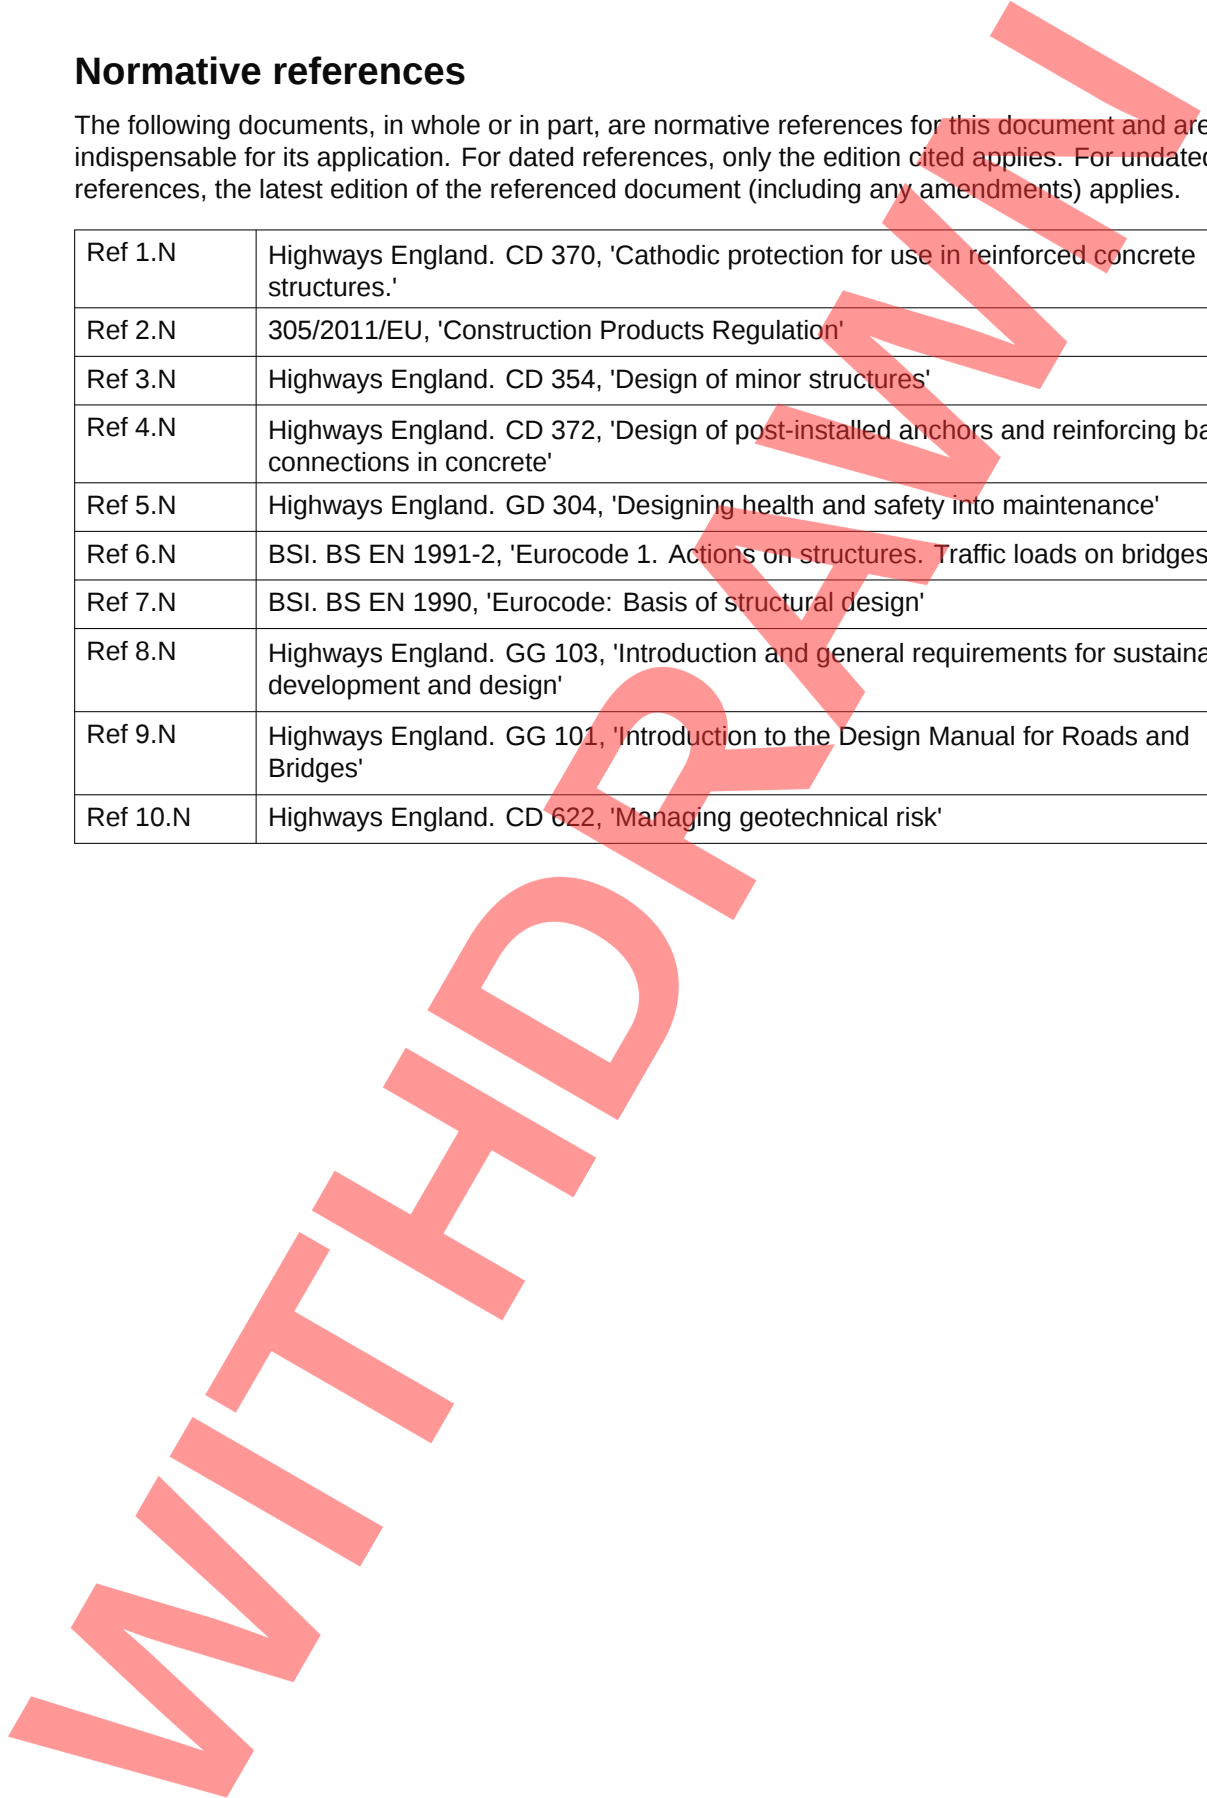 Normative references
The following documents, in whole or in part, are normative references for this document and are
indispensable for its application. For dated references, only the edition cited applies. For undated
references, the latest edition of the referenced document (including any amendments) applies.
Ref 1.N Highways England. CD 370, 'Cathodic protection for use in reinforced concrete
structures.'
Ref 2.N 305/2011/EU, 'Construction Products Regulation'
Ref 3.N Highways England. CD 354, 'Design of minor structures'
Ref 4.N Highways England. CD 372, 'Design of post-installed anchors and reinforcing ba
connections in concrete'
Ref 5.N Highways England. GD 304, 'Designing health and safety into maintenance'
Ref 6.N BSI. BS EN 1991-2, 'Eurocode 1. Actions on structures. Traffic loads on bridges
Ref 7.N BSI. BS EN 1990, 'Eurocode: Basis of structural design'
Ref 8.N Highways England. GG 103, 'Introduction and general requirements for sustaina
development and design'
Ref 9.N Highways England. GG 101, 'Introduction to the Design Manual for Roads and
Bridges'
Ref 10.N Highways England. CD 622, 'Managing geotechnical risk'
WITHDRAWN